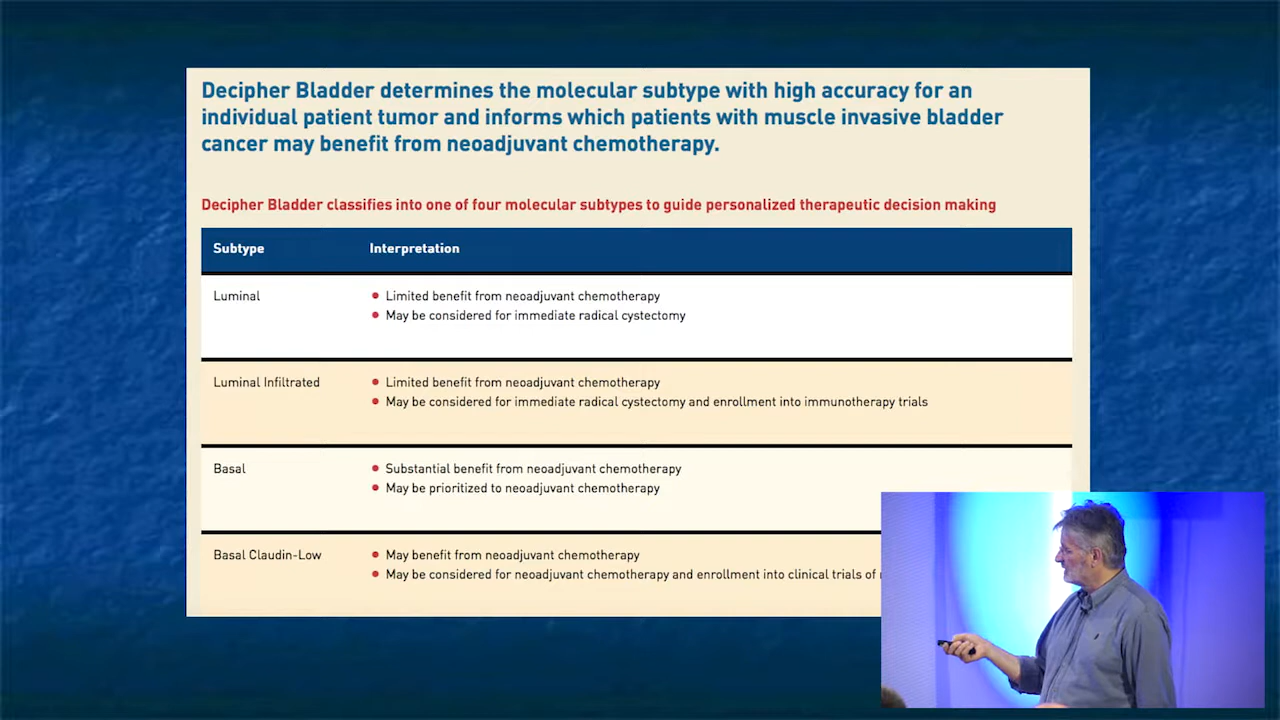 Decipher Bladder determines the molecular subtype with high accuracy for an
individual patient tumor and informs which patients with muscle invasive bladder
cancer may benefit from neoadjuvant chemotherapy.
Decipher Bladder classifies into one of four molecular subtypes to guide personalized therapeutic decision making
Subtype Interpretation
Luminal
Limited benefit from neoadjuvant chemotherapy
May be considered for immediate radical cystectomy
Luminal Infiltrated
Limited benefit from neoadjuvant chemotherapy
May be considered for immediate radical cystectomy and enrollment into immunotherapy trials
Basal
Substantial benefit from neoadjuvant chemotherapy
May be prioritized to neoadjuvant chemotherapy
Basal Claudin-Low
May benefit from neoadjuvant chemotherapy
May be considered for neoadjuvant chemotherapy and enrollment into clinical trials of